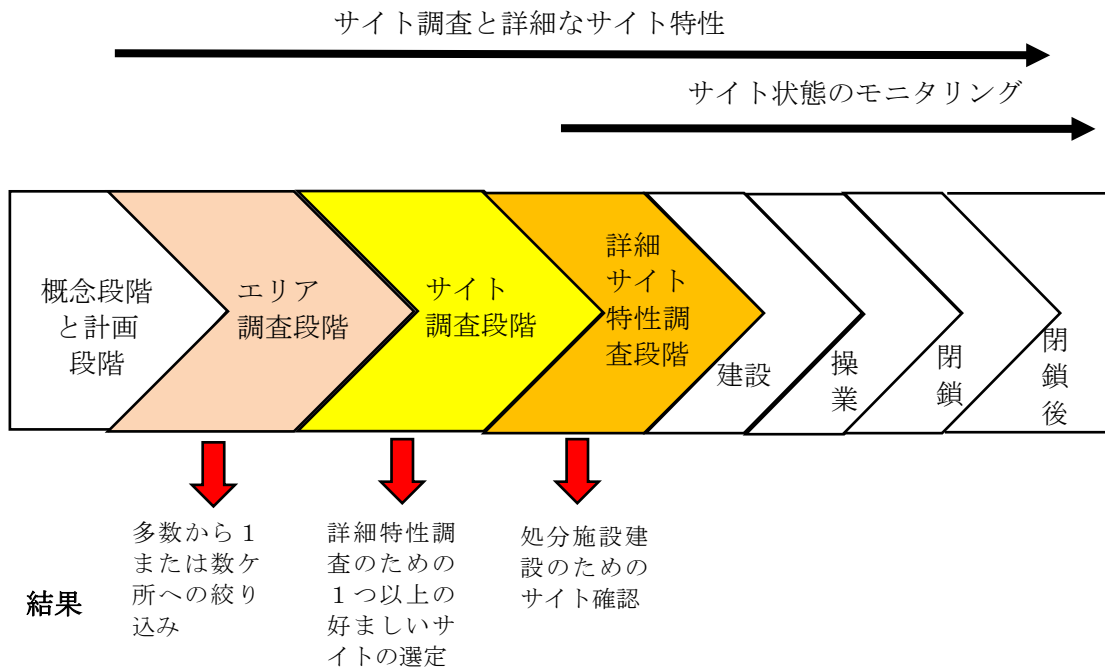 サイト調査と詳細なサイト特性
サイト状態のモニタリング
概念段階
と計画
段階
エリア
調査段階
サイト
調査段階
詳細
サイト
特性調
査段階
建設
操
業
閉
鎖
閉
鎖
後
結果
多数から１
または数ケ
所への絞り
込み
詳細特性調
査のための
１つ以上の
好ましいサ
イトの選定
処分施設建
設のための
サイト確認